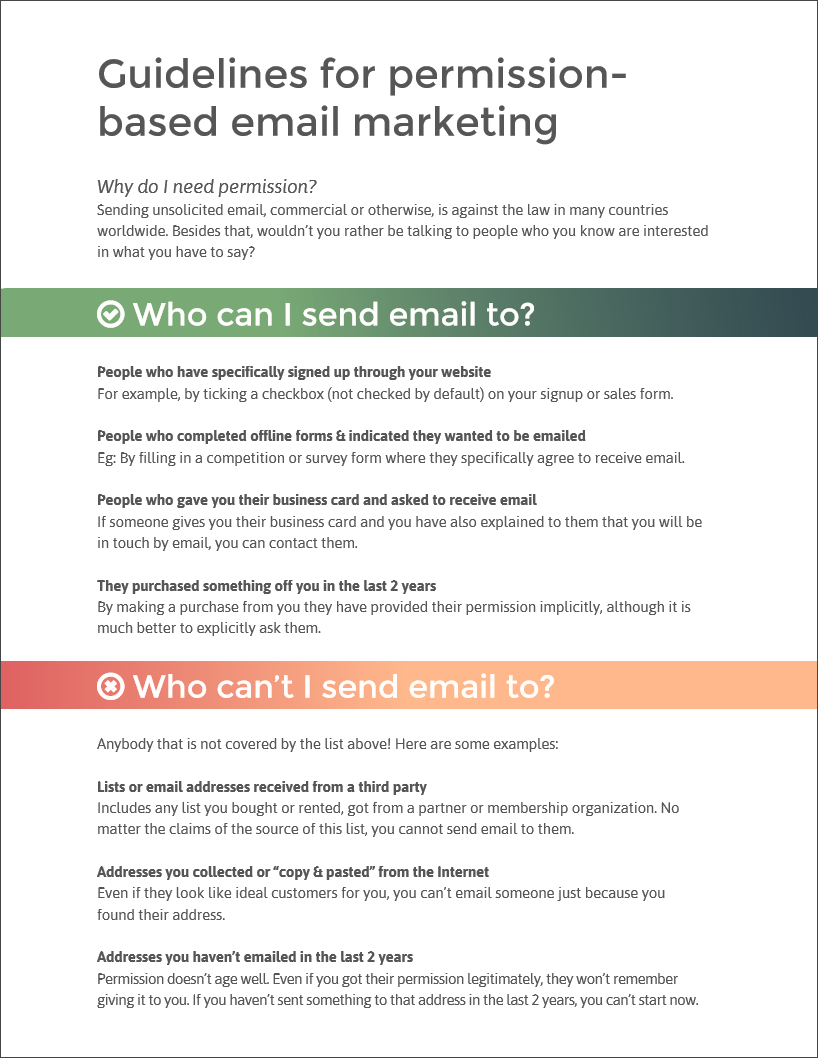 Guidelines for permission-
based email marketing
Why do I need permission?
Sending unsolicited email, commercial or otherwise, is against the law in many countries
worldwide. Besides that, wouldn’t you rather be talking to people who you know are interested
in what you have to say?
Who can I send email to?
People who have specifically signed up through your website
For example, by ticking a checkbox (not checked by default) on your signup or sales form.
People who completed offline forms & indicated they wanted to be emailed
Eg: By filling in a competition or survey form where they specifically agree to receive email.
People who gave you their business card and asked to receive email
If someone gives you their business card and you have also explained to them that you will be
in touch by email, you can contact them.
They purchased something off you in the last 2 years
By making a purchase from you they have provided their permission implicitly, although it is
much better to explicitly ask them.
Who can’t I send email to?
Anybody that is not covered by the list above! Here are some examples:
Lists or email addresses received from a third party
Includes any list you bought or rented, got from a partner or membership organization. No
matter the claims of the source of this list, you cannot send email to them.
Addresses you collected or “copy & pasted” from the Internet
Even if they look like ideal customers for you, you can’t email someone just because you
found their address.
Addresses you haven’t emailed in the last 2 years
Permission doesn’t age well. Even if you got their permission legitimately, they won’t remember
giving it to you. If you haven’t sent something to that address in the last 2 years, you can’t start now.